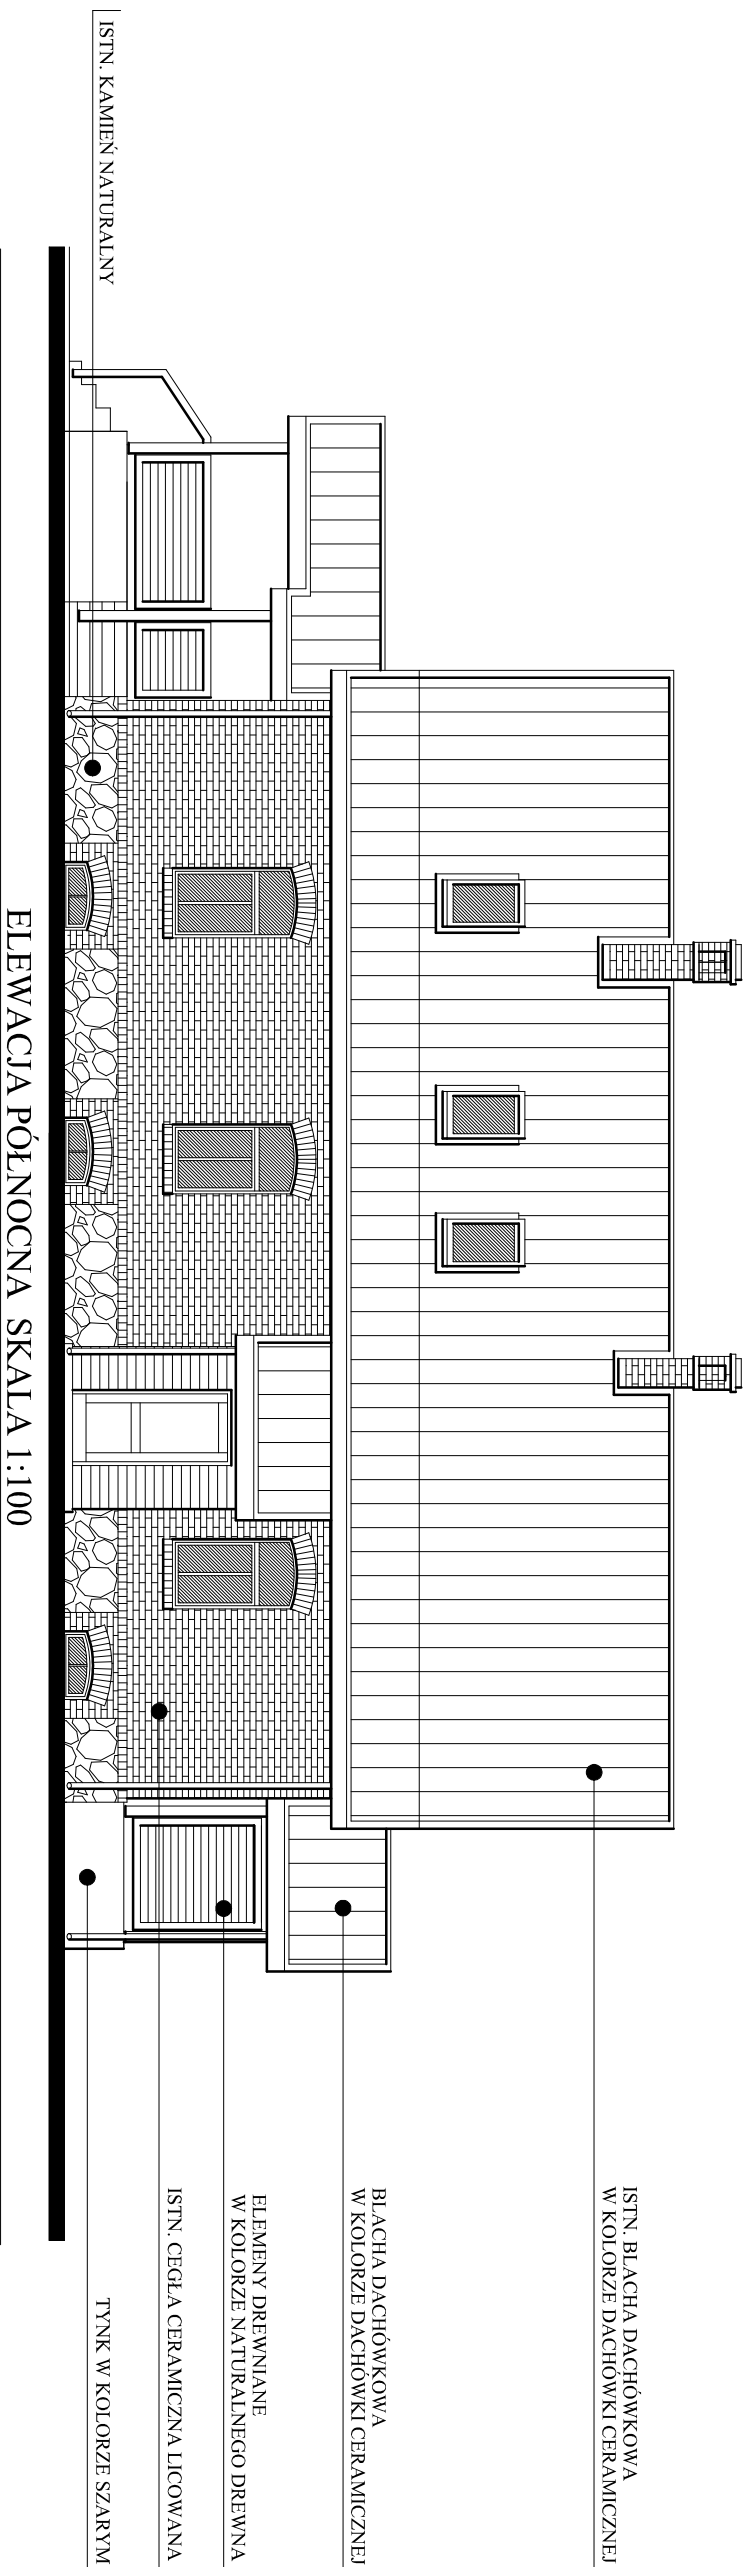 ISTN. BLACHA DACHÓWKOWA
W KOLORZE DACHÓWKI CERAMICZNEJ
BLACHA DACHÓWKOWA
W KOLORZE DACHÓWKI CERAMICZNEJ
ELEMENY DREWNIANE
W KOLORZE NATURALNEGO DREWNA
ISTN. CEGŁA CERAMICZNA LICOWANA
TYNK W KOLORZE SZARYM
ISTN. KAMIEŃ NATURALNY
ELEWACJA PÓŁNOCNA SKALA 1:100